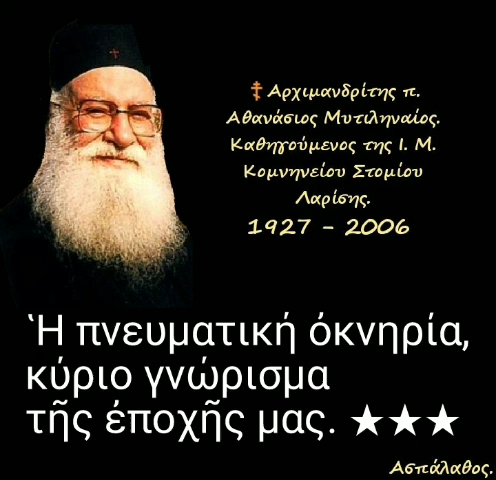 ☦ Αρχιμανδρίτης π.
Αθανάσιος Μυτιληναίος.
Καθηγούμενος της Ι. Μ.
Κομνηνείου Στομίου
Λαρίσης.
1927 - 2006
Ἡ πνευματική ὀκνηρία,
κύριο γνώρισμα
τῆς ἐποχῆς μας. ★★★
Ασπάλαθος.